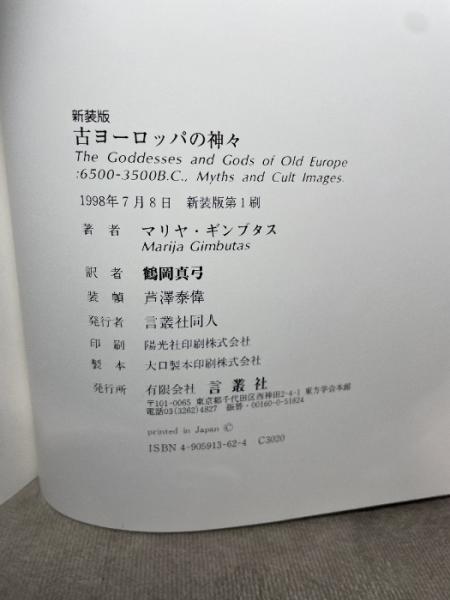 新装版
古ヨーロッパの神々
The Goddesses and Gods of Old Europe
:6500-3500B.C., Myths and Cult Images.
1998年7月8日 新装版第1刷
著者 マリヤ・ギンブタス
Marija Gimbutas
訳者 鶴岡真弓
装幀 芦澤泰偉
発行者 言叢社同人
印刷 陽光社印刷株式会社
製本 大口製本印刷株式会社
発行所 有限会社 言叢社
〒101-0065 東京都千代田区西神田2-4-1 東方学会本館
電話03(3262)4827 振替・00160-0-51824
printed in Japan ©
ISBN 4-905913-62-4 C3020